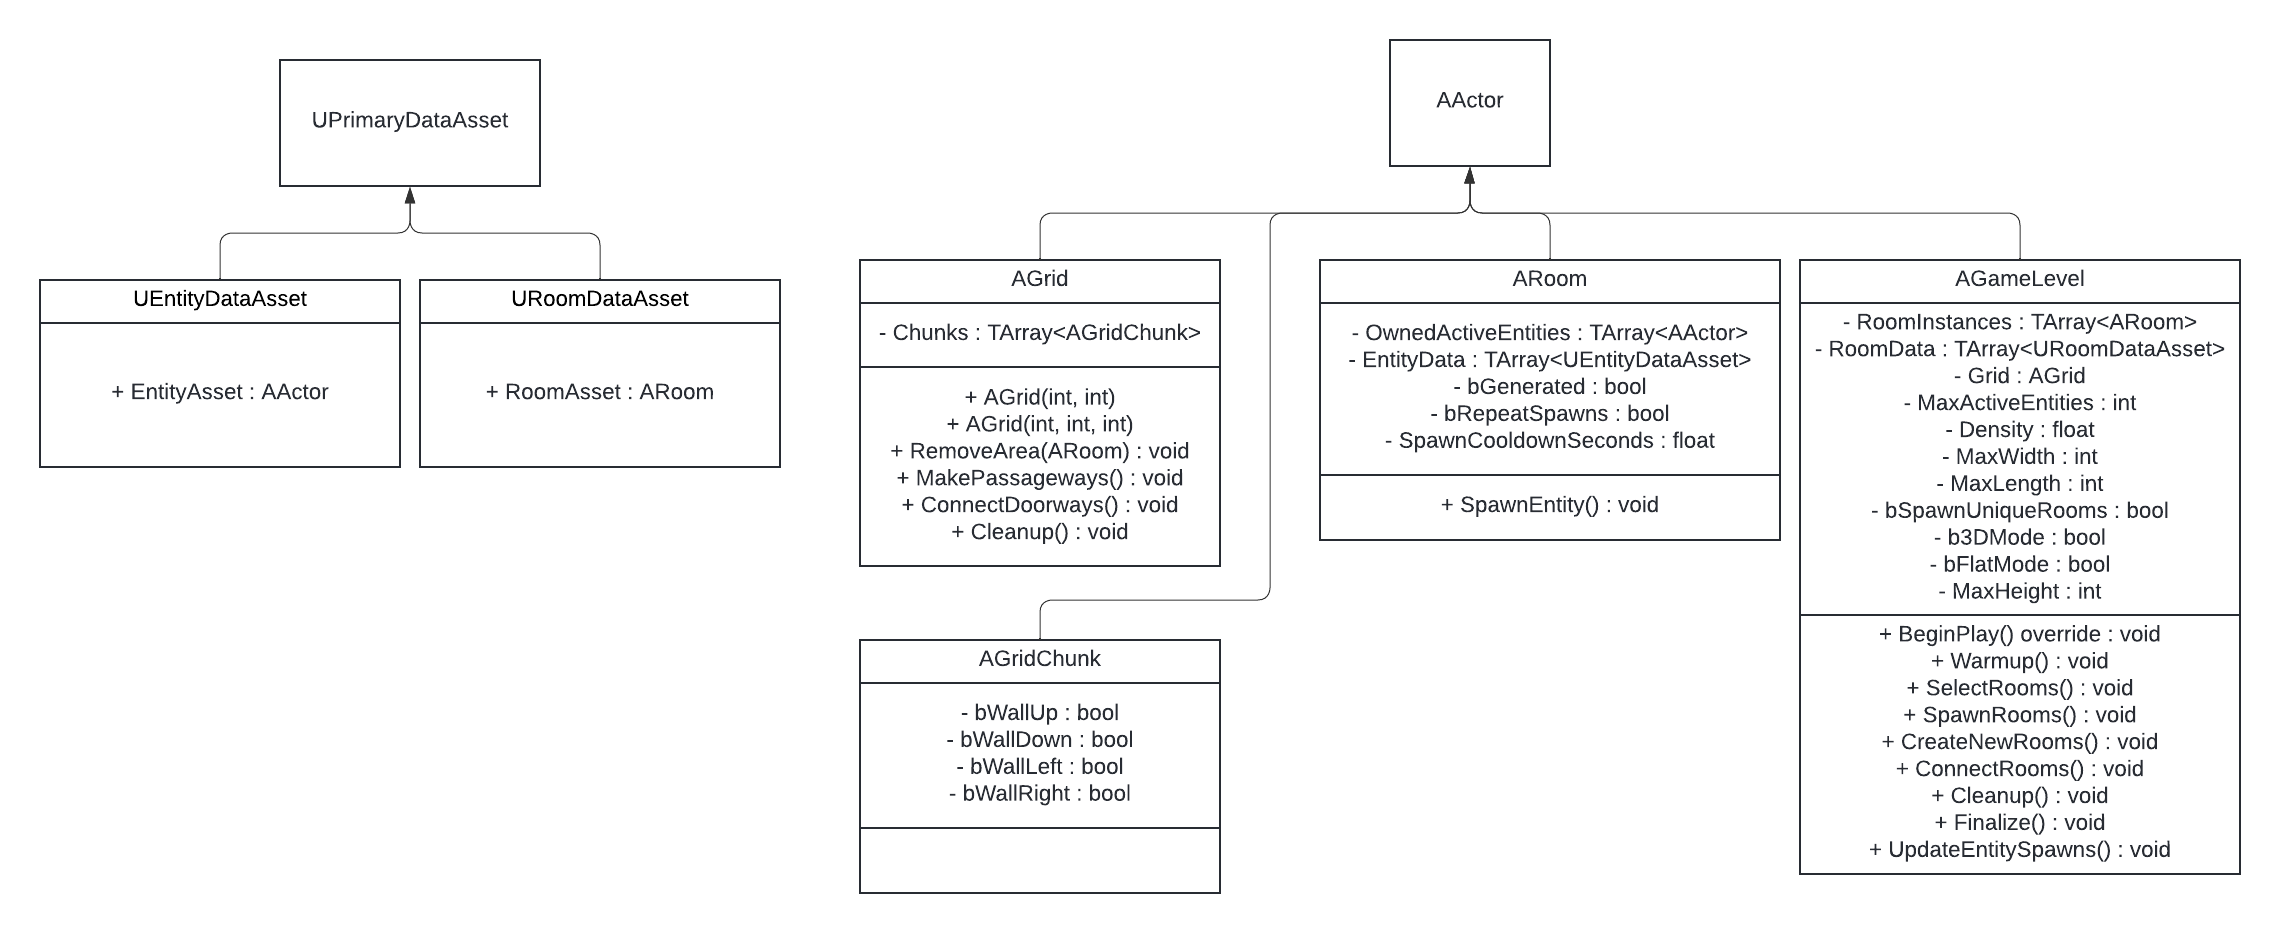 UPrimaryDataAsset
UEntityDataAsset
+ EntityAsset : AActor
URoomDataAsset
+ RoomAsset : ARoom
AActor
AGrid
- Chunks : TArray<AGridChunk>
+ AGrid(int, int)
+ AGrid(int, int, int)
+ RemoveArea(ARoom) : void
+ MakePassageways() : void
+ ConnectDoorways() : void
+ Cleanup() : void
AGridChunk
- bWallUp : bool
- bWallDown : bool
- bWallLeft : bool
- bWallRight : bool
ARoom
- OwnedActiveEntities : TArray<AActor>
- EntityData : TArray<UEntityDataAsset>
- bGenerated : bool
- bRepeatSpawns : bool
- SpawnCooldownSeconds : float
+ SpawnEntity() : void
AGameLevel
- RoomInstances : TArray<ARoom>
- RoomData : TArray<URoomDataAsset>
- Grid : AGrid
- MaxActiveEntities : int
- Density : float
- MaxWidth : int
- MaxLength : int
- bSpawnUniqueRooms : bool
- b3DMode : bool
- bFlatMode : bool
- MaxHeight : int
+ BeginPlay() override : void
+ Warmup() : void
+ SelectRooms() : void
+ SpawnRooms() : void
+ CreateNewRooms() : void
+ ConnectRooms() : void
+ Cleanup() : void
+ Finalize() : void
+ UpdateEntitySpawns() : void